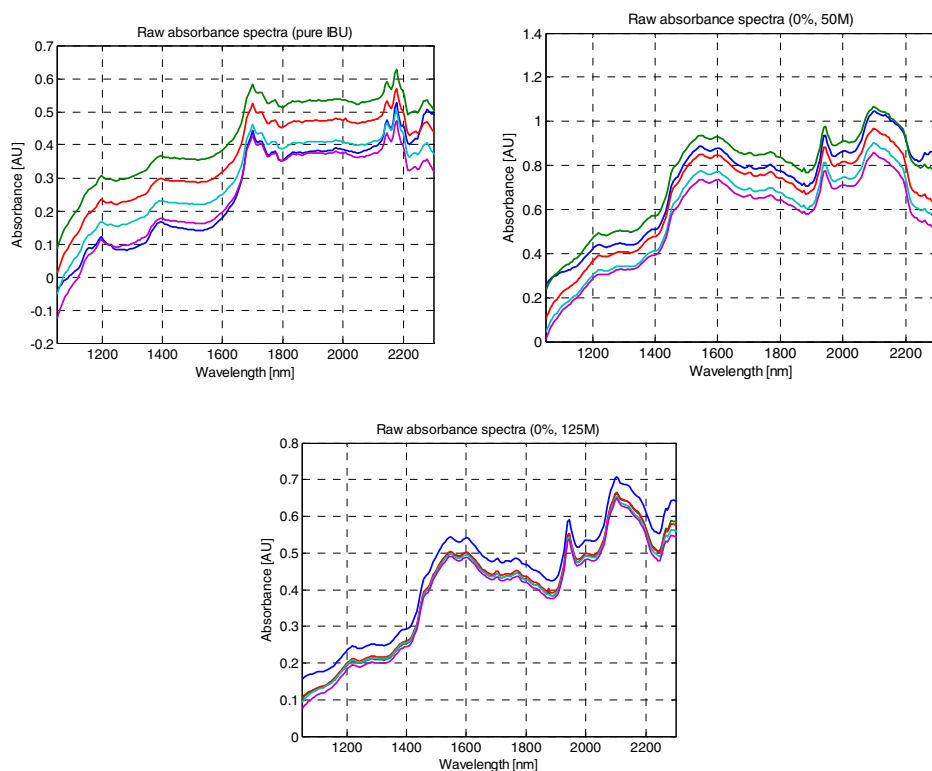 Raw absorbance spectra (pure IBU)
0.7
0.6
0.5
0.4
0.3
0.2
0.1
0
-0.1
-0.2
1200 1400 1600 1800 2000 2200
Wavelength [nm]
Absorbance [AU]
Raw absorbance spectra (0%, 50M)
1.4
1.2
1
0.8
0.6
0.4
0.2
0
1200 1400 1600 1800 2000 2200
Wavelength [nm]
Absorbance [AU]
Raw absorbance spectra (0%, 125M)
0.8
0.7
0.6
0.5
0.4
0.3
0.2
0.1
0
1200 1400 1600 1800 2000 2200
Wavelength [nm]
Absorbance [AU]